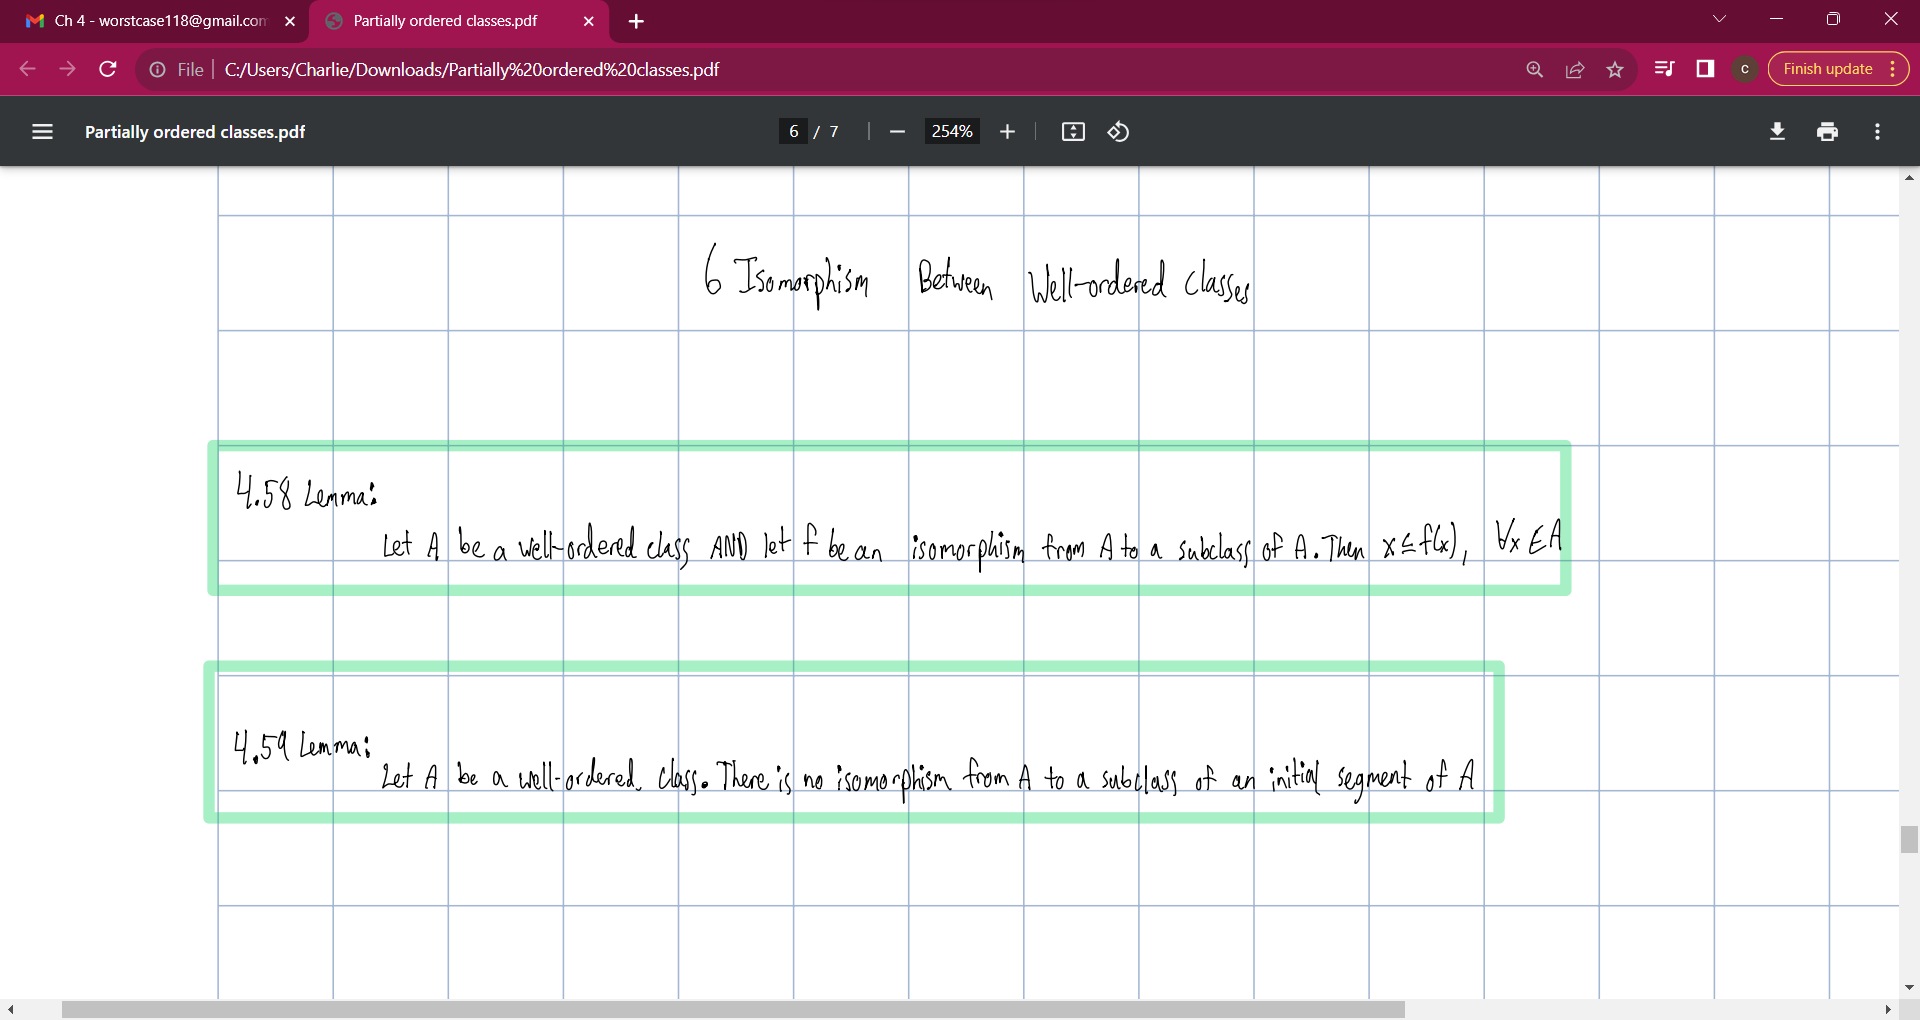 Ch 4 - worstcase118@gmail.com
Partially ordered classes.pdf
File
C:/Users/Charlie/Downloads/Partially%20ordered%20classes.pdf
C
Finish update
Partially ordered classes.pdf
6 / 7
254%
6 Isomorphism Between Well-ordered classes
4.58 Lemma:
Let A be a well-ordered class AND let f be an isomorphism from A to a subclass of A. Then x ≤ f(x), ∀x ∈ A
4.59 Lemma:
Let A be a well-ordered class. There is no isomorphism from A to a subclass of an initial segment of A